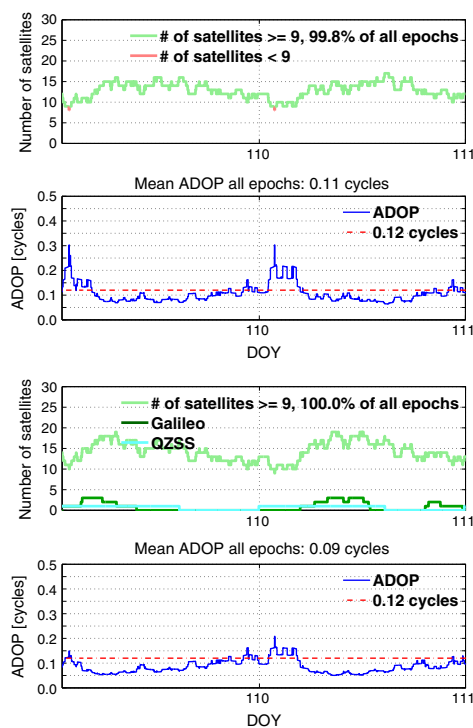 30
25
20
15
10
5
0
Number of satellites
# of satellites >= 9, 99.8% of all epochs
# of satellites < 9
110
111
Mean ADOP all epochs: 0.11 cycles
0.5
0.4
0.3
0.2
0.1
0.0
ADOP [cycles]
ADOP
0.12 cycles
110
111
DOY
30
25
20
15
10
5
0
Number of satellites
# of satellites >= 9, 100.0% of all epochs
Galileo
QZSS
110
111
Mean ADOP all epochs: 0.09 cycles
0.5
0.4
0.3
0.2
0.1
0.0
ADOP [cycles]
ADOP
0.12 cycles
110
111
DOY